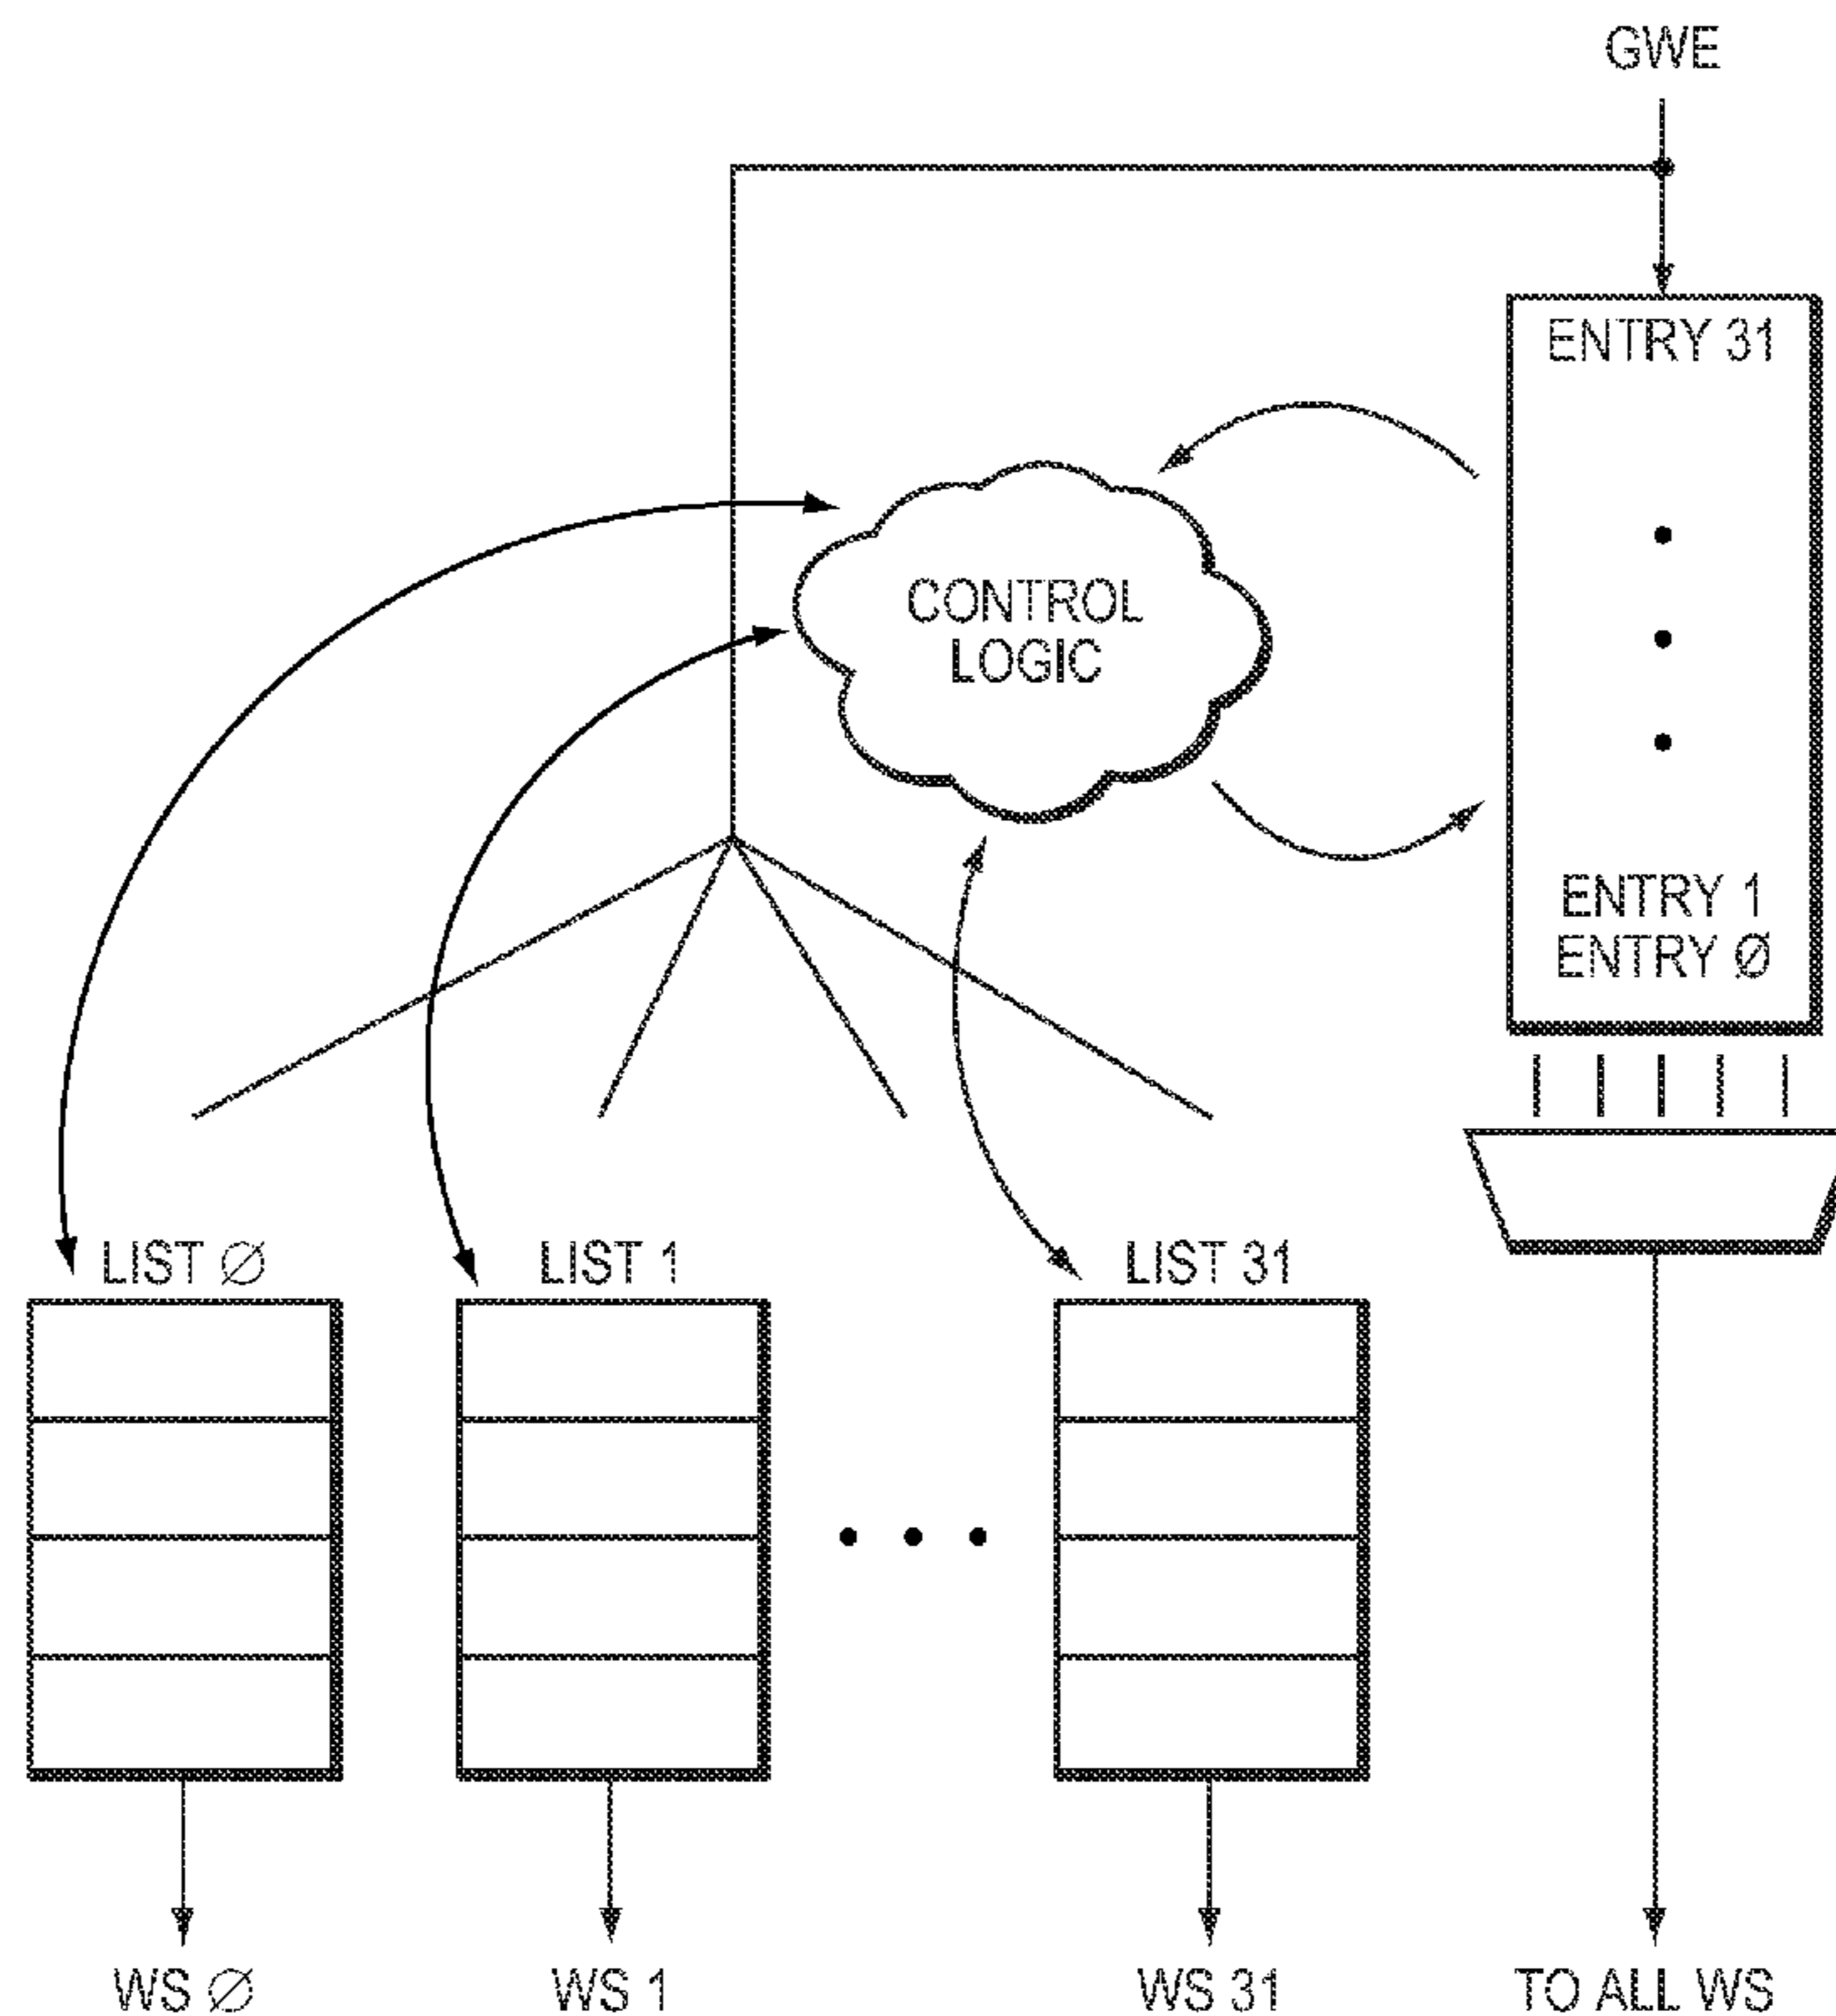 GWE
ENTRY 31
CONTROL
LOGIC
ENTRY 1
ENTRY Ø
LIST Ø
LIST 1
LIST 31
WS Ø
WS 1
WS 31
TO ALL WS